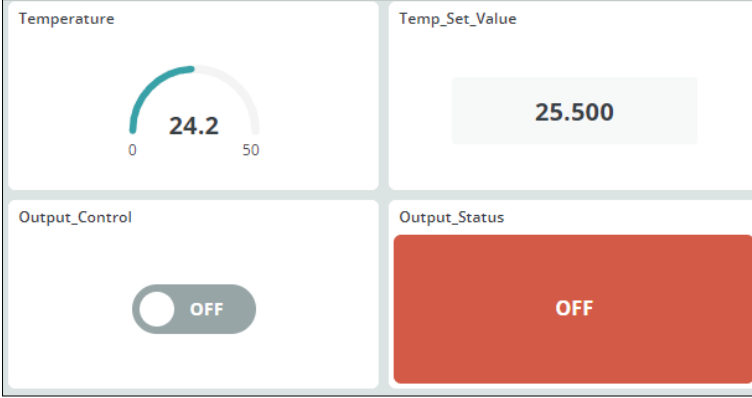 Temperature
24.2
0
50
Temp_Set_Value
25.500
Output_Control
OFF
Output_Status
OFF